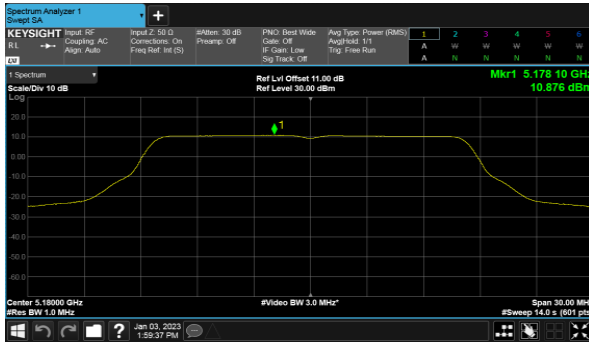 Spectrum Analyzer 1
Swept SA
+
KEYSIGHT
RL
Input: RF
Coupling: AC
Align: Auto
Input Z: 50 Ω
Corrections: On
Freq Ref: Int (S)
#Atten: 30 dB
Preamp: Off
PNO: Best Wide
Gate: Off
IF Gain: Low
Sig Track: Off
Avg Type: Power (RMS)
Avg|Hold: 1/1
Trig: Free Run
1 2 3 4 5 6
A W W W W W
A N N N N N
LXI
1 Spectrum
Scale/Div 10 dB
Ref Lvl Offset 11.00 dB
Ref Level 30.00 dBm
Mkr1 5.178 10 GHz
10.876 dBm
Log
20.0
10.0
0.00
-10.0
-20.0
-30.0
-40.0
-50.0
-60.0
1
Center 5.18000 GHz
#Res BW 1.0 MHz
#Video BW 3.0 MHz*
Span 30.00 MHz
#Sweep 14.0 s (601 pts)
?
Jan 03, 2023
1:59:37 PM